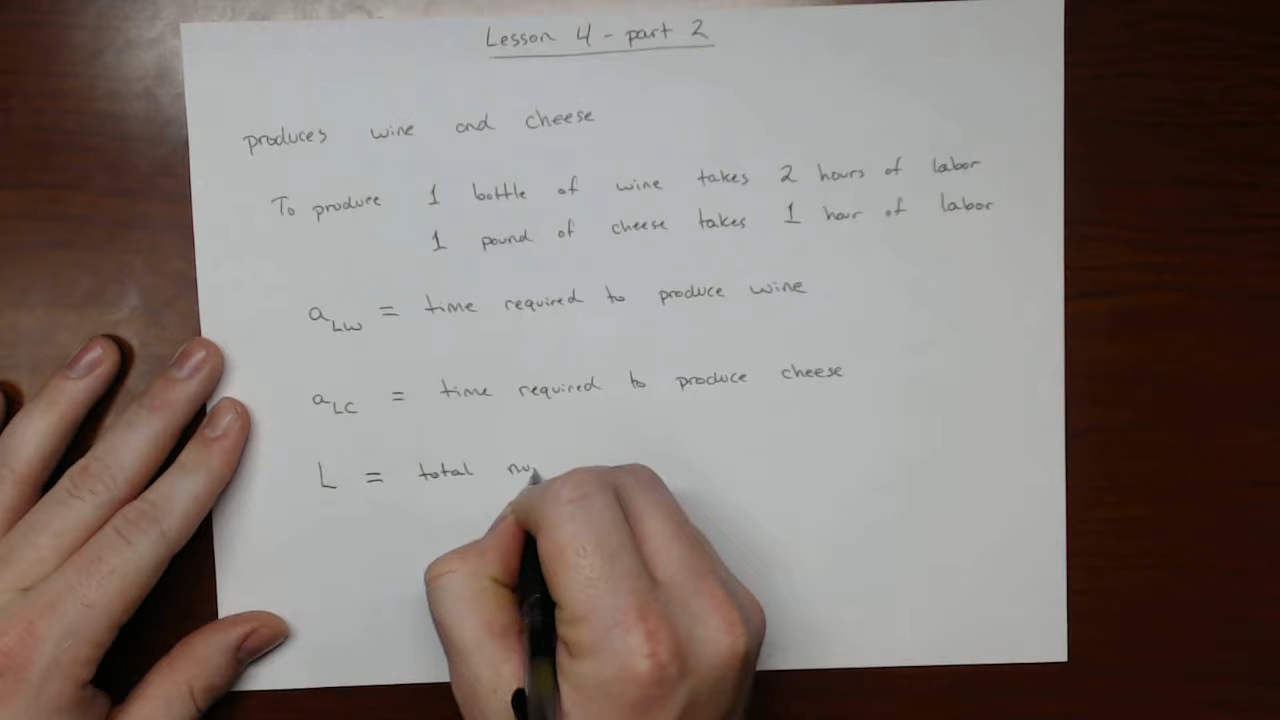 Lesson 4 - part 2
produces wine and cheese
To produce 1 bottle of wine takes 2 hours of labor
1 pound of cheese takes 1 hour of labor
aLW = time required to produce wine
aLC = time required to produce cheese
L = total nu